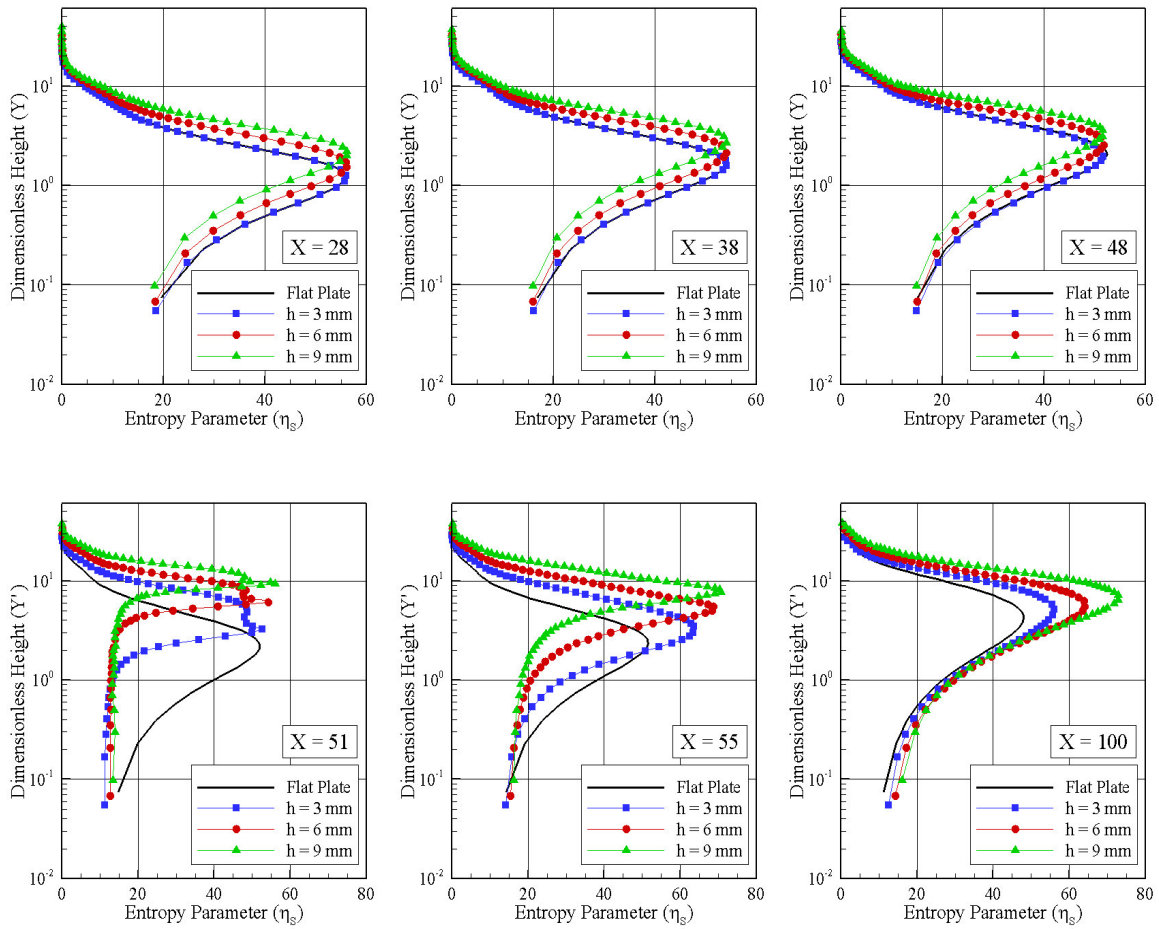 Dimensionless Height (Y)
10¹
10⁰
10⁻¹
10⁻²
X = 28
Flat Plate
h = 3 mm
h = 6 mm
h = 9 mm
0 20 40 60
Entropy Parameter (ηs)
Dimensionless Height (Y)
10¹
10⁰
10⁻¹
10⁻²
X = 38
Flat Plate
h = 3 mm
h = 6 mm
h = 9 mm
0 20 40 60
Entropy Parameter (ηs)
Dimensionless Height (Y)
10¹
10⁰
10⁻¹
10⁻²
X = 48
Flat Plate
h = 3 mm
h = 6 mm
h = 9 mm
0 20 40 60
Entropy Parameter (ηs)
Dimensionless Height (Y')
10¹
10⁰
10⁻¹
10⁻²
X = 51
Flat Plate
h = 3 mm
h = 6 mm
h = 9 mm
0 20 40 60 80
Entropy Parameter (ηs)
Dimensionless Height (Y')
10¹
10⁰
10⁻¹
10⁻²
X = 55
Flat Plate
h = 3 mm
h = 6 mm
h = 9 mm
0 20 40 60 80
Entropy Parameter (ηs)
Dimensionless Height (Y')
10¹
10⁰
10⁻¹
10⁻²
X = 100
Flat Plate
h = 3 mm
h = 6 mm
h = 9 mm
0 20 40 60 80
Entropy Parameter (ηs)